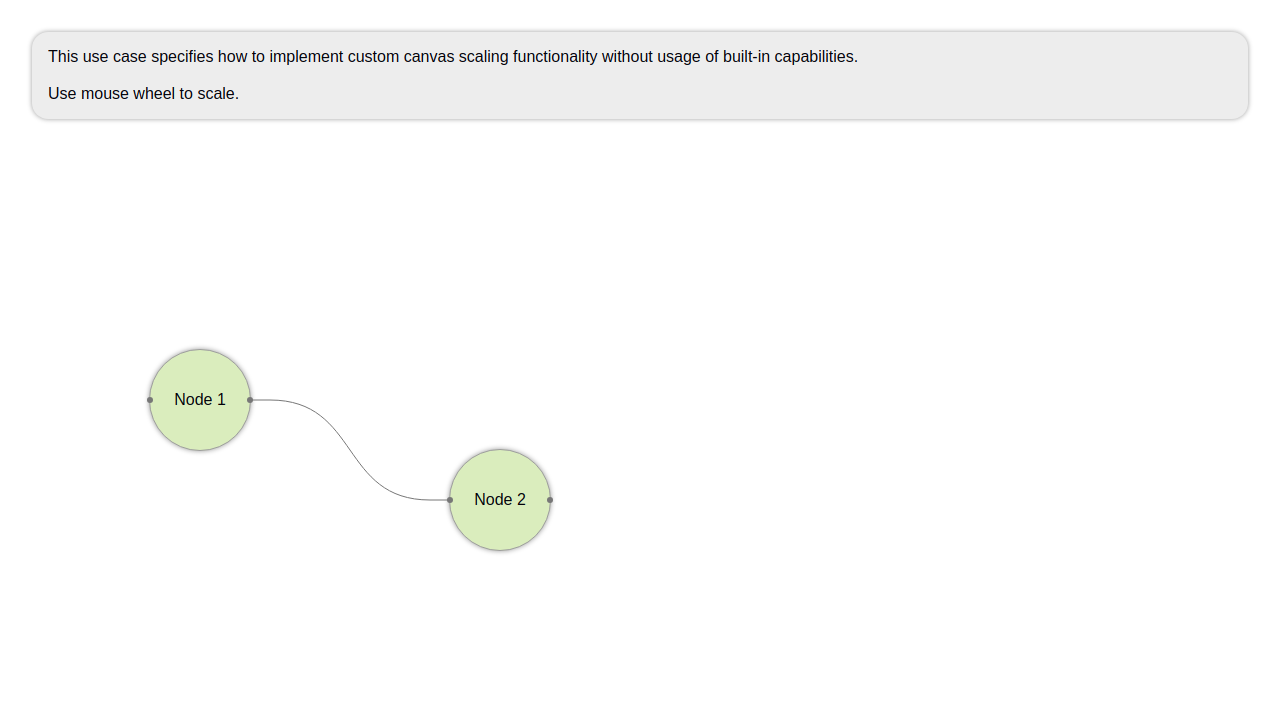 This use case specifies how to implement custom canvas scaling functionality without usage of built-in capabilities.
Use mouse wheel to scale.
Node 1
Node 2